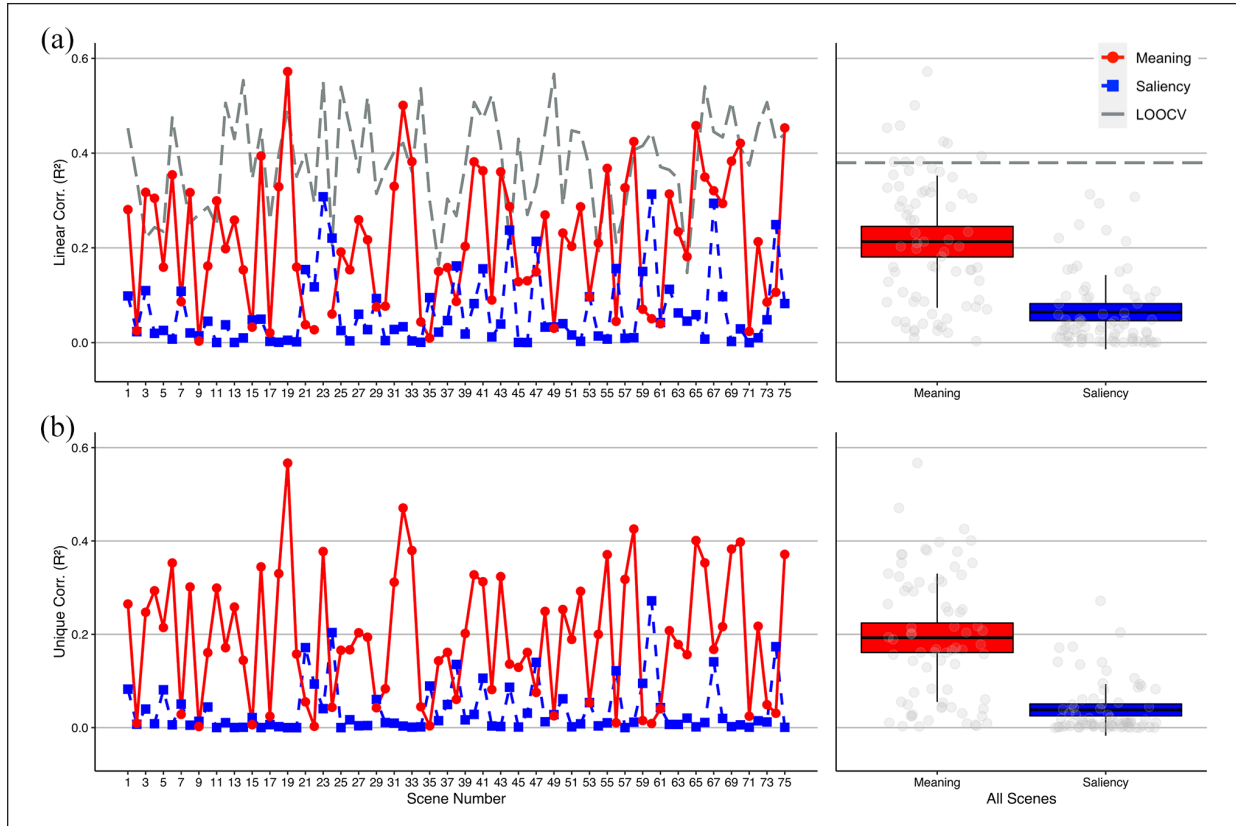 (a)
Linear Corr. (R²)
0.6
0.4
0.2
0.0
1 3 5 7 9 11 13 15 17 19 21 23 25 27 29 31 33 35 37 39 41 43 45 47 49 51 53 55 57 59 61 63 65 67 69 71 73 75
Meaning
Saliency
LOOCV
Meaning Saliency
(b)
Unique Corr. (R²)
0.6
0.4
0.2
0.0
1 3 5 7 9 11 13 15 17 19 21 23 25 27 29 31 33 35 37 39 41 43 45 47 49 51 53 55 57 59 61 63 65 67 69 71 73 75
Scene Number
Meaning Saliency
All Scenes